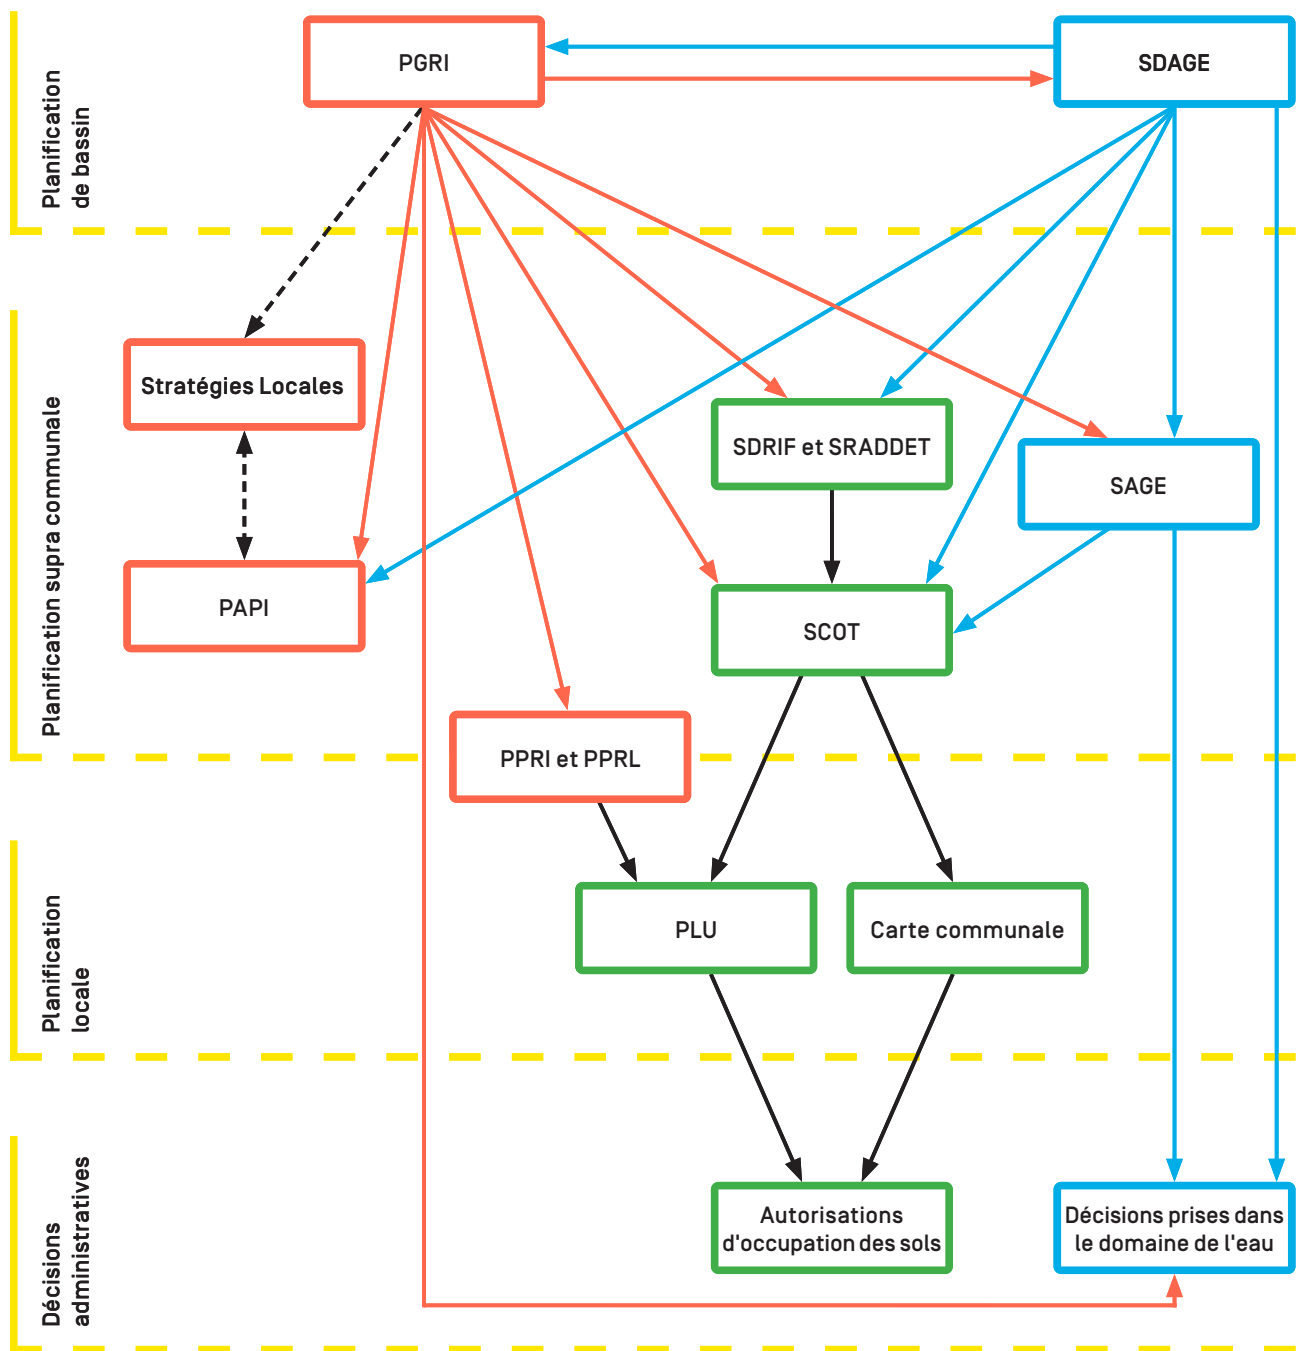 Planification
de bassin
PGRI
SDAGE
Planification supra communale
Stratégies Locales
SDRIF et SRADDET
SAGE
PAPI
SCOT
PPRI et PPRL
Planification
locale
PLU
Carte communale
Décisions
administratives
Autorisations
d'occupation des sols
Décisions prises dans
le domaine de l'eau